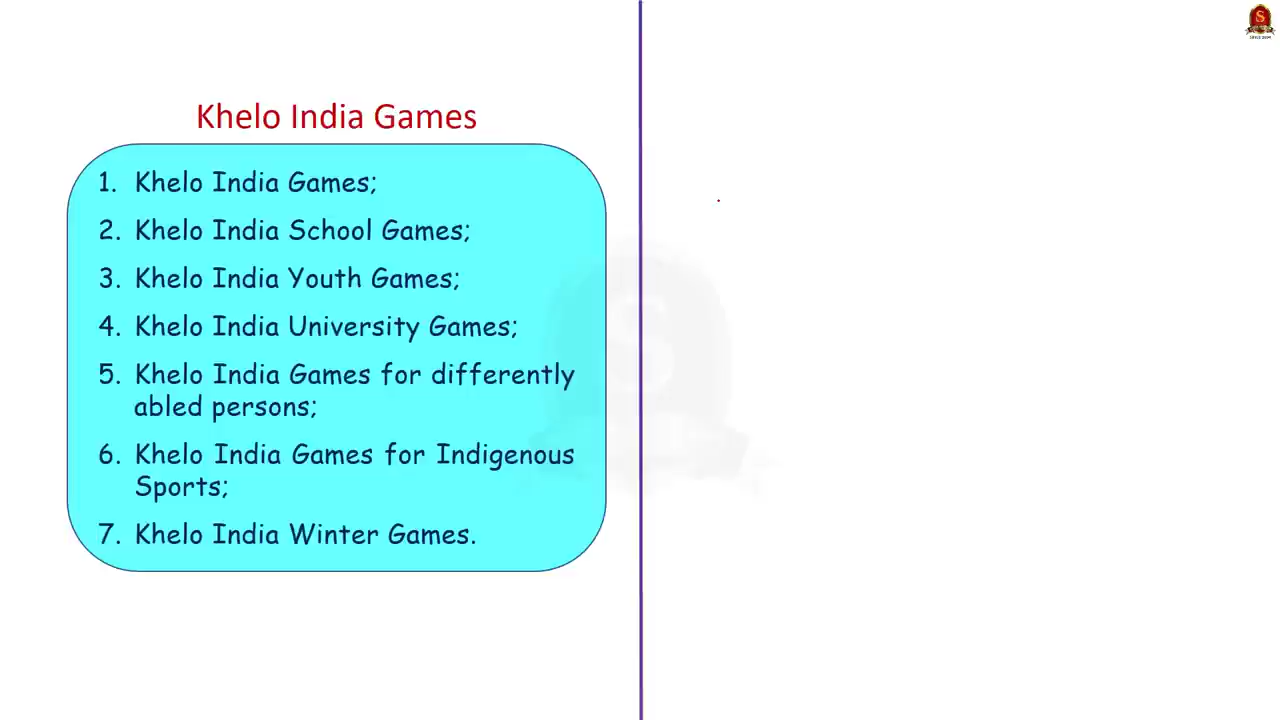 Khelo India Games
1. Khelo India Games;
2. Khelo India School Games;
3. Khelo India Youth Games;
4. Khelo India University Games;
5. Khelo India Games for differently
abled persons;
6. Khelo India Games for Indigenous
Sports;
7. Khelo India Winter Games.
S